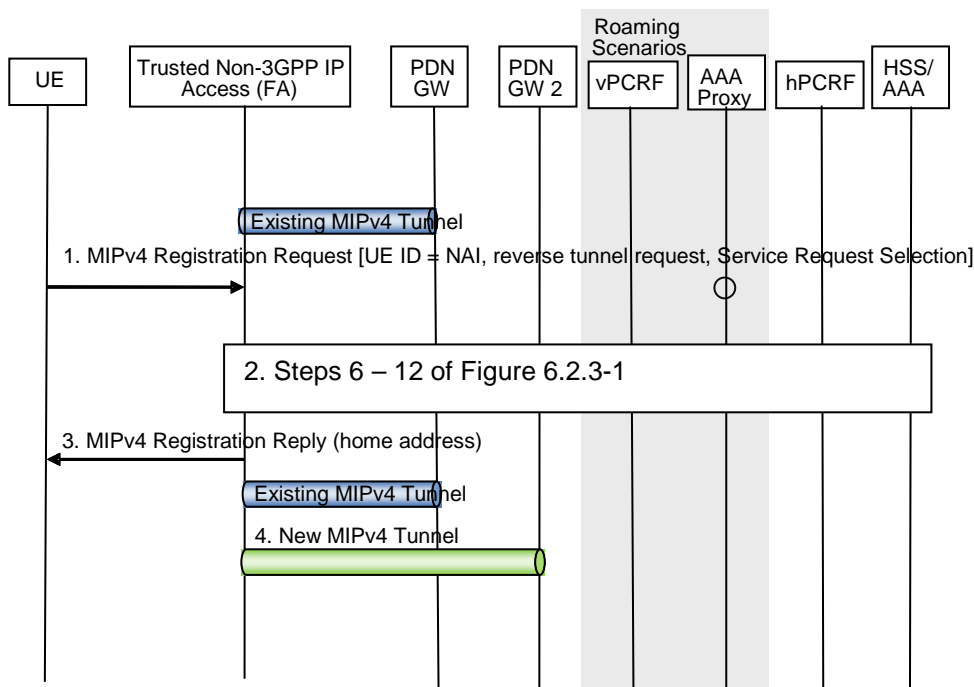 Roaming
Scenarios
UE
Trusted Non-3GPP IP
Access (FA)
PDN
GW
PDN
GW 2
vPCRF
AAA
Proxy
hPCRF
HSS/
AAA
Existing MIPv4 Tunnel
1. MIPv4 Registration Request [UE ID = NAI, reverse tunnel request, Service Request Selection]
2. Steps 6 – 12 of Figure 6.2.3-1
3. MIPv4 Registration Reply (home address)
Existing MIPv4 Tunnel
4. New MIPv4 Tunnel